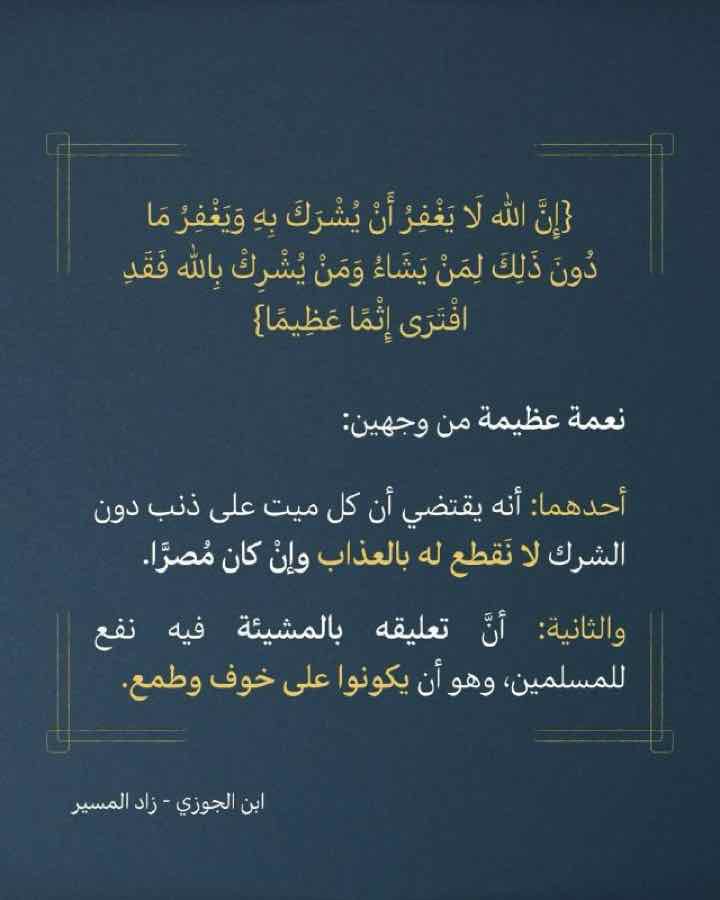 {إِنَّ الله لَا يَغْفِرُ أَنْ يُشْرَكَ بِهِ وَيَغْفِرُ مَا
دُونَ ذَلِكَ لِمَنْ يَشَاءُ وَمَنْ يُشْرِكْ بِالله فَقَدِ
افْتَرَى إِثْمًا عَظِيمًا}
نعمة عظيمة من وجهين:
أحدهما: أنه يقتضي أن كل ميت على ذنب دون
الشرك لا نَقطع له بالعذاب وإنْ كان مُصرَّا.
والثانية: أنَّ تعليقه بالمشيئة فيه نفع
للمسلمين، وهو أن يكونوا على خوف وطمع.
ابن الجوزي - زاد المسير